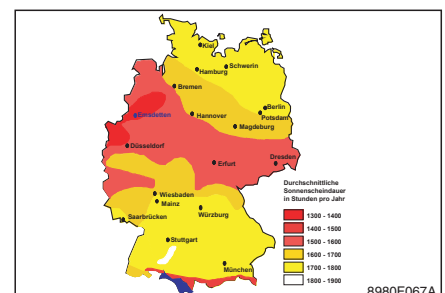 Kiel
Schwerin
Hamburg
Bremen
Berlin
Emsdetten
Hannover
Potsdam
Magdeburg
Düsseldorf
Erfurt
Dresden
Durchschnittliche
Sonnenscheindauer
in Stunden pro Jahr
Wiesbaden
Mainz
Würzburg
Saarbrücken
Stuttgart
München
1300 - 1400
1400 - 1500
1500 - 1600
1600 - 1700
1700 - 1800
1800 - 1900
8980E067A